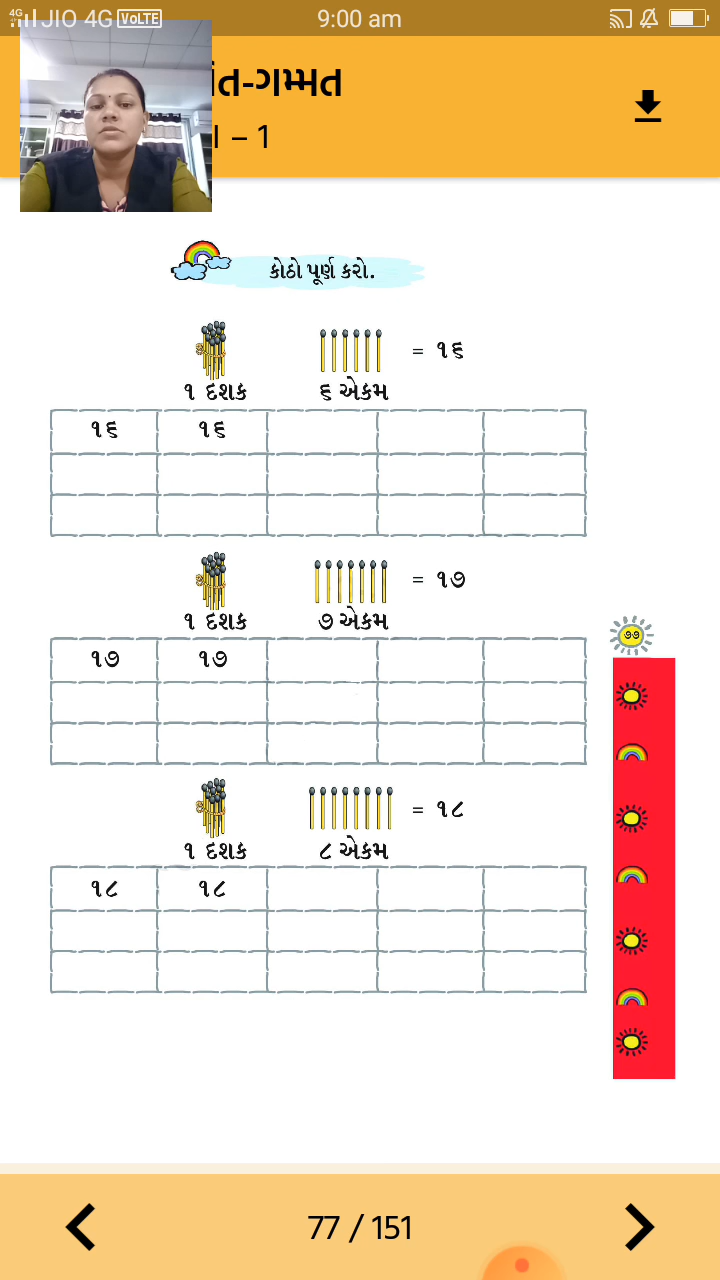 4G JIO 4G VoLTE 9:00 am
ત-ગમ્મત
– 1
કોઠો પૂર્ણ કરો.
= ૧૬
૧ દશક ૬ એકમ
૧૬ ૧૬
= ૧૭
૧ દશક ૭ એકમ
૭૭
૧૭ ૧૭
= ૧૮
૧ દશક ૮ એકમ
૧૮ ૧૮
77 / 151